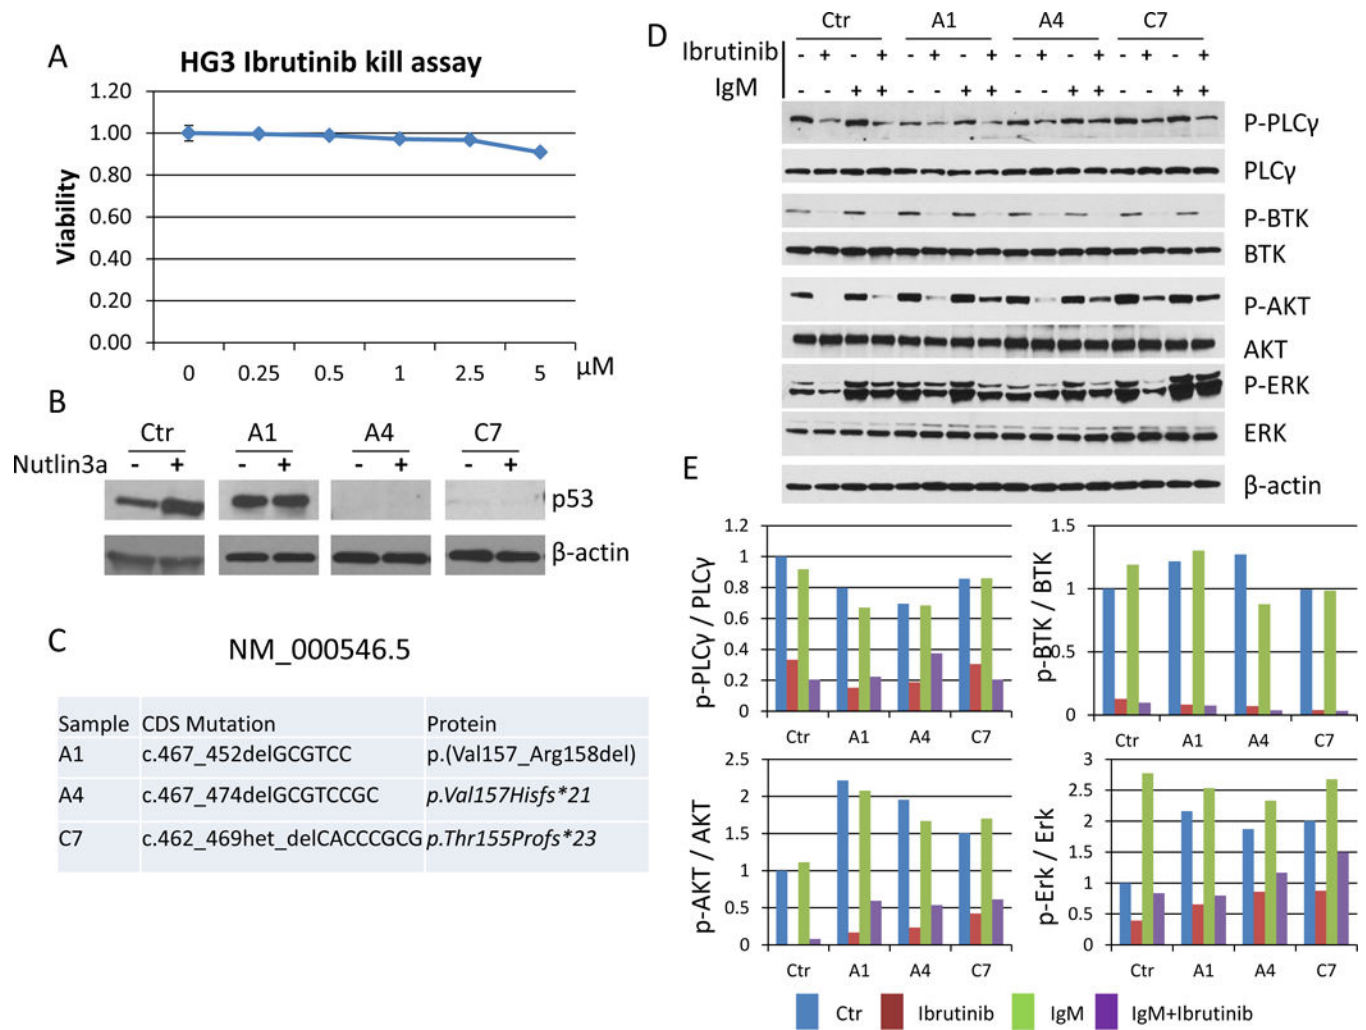 A
HG3 Ibrutinib kill assay
1.20
1.00
0.80
0.60
0.40
0.20
0.00
Viability
0 0.25 0.5 1 2.5 5 μM
B
Ctr A1 A4 C7
Nutlin3a - + - + - + - +
p53
β-actin
C
NM_000546.5
Sample CDS Mutation Protein
A1 c.467_452delGCGTCC p.(Val157_Arg158del)
A4 c.467_474delGCGTCCGC p.Val157Hisfs*21
C7 c.462_469het_delCACCCGCG p.Thr155Profs*23
D
Ctr A1 A4 C7
Ibrutinib - + - + - + - + - + - + - + - +
IgM - - + + - - + + - - + + - - + +
P-PLCγ
PLCγ
P-BTK
BTK
P-AKT
AKT
P-ERK
ERK
β-actin
E
p-PLCγ / PLCγ
1.2
1
0.8
0.6
0.4
0.2
0
Ctr A1 A4 C7
p-BTK / BTK
1.5
1
0.5
0
Ctr A1 A4 C7
p-AKT / AKT
2.5
2
1.5
1
0.5
0
Ctr A1 A4 C7
p-Erk / Erk
3
2.5
2
1.5
1
0.5
0
Ctr A1 A4 C7
Ctr Ibrutinib IgM IgM+Ibrutinib